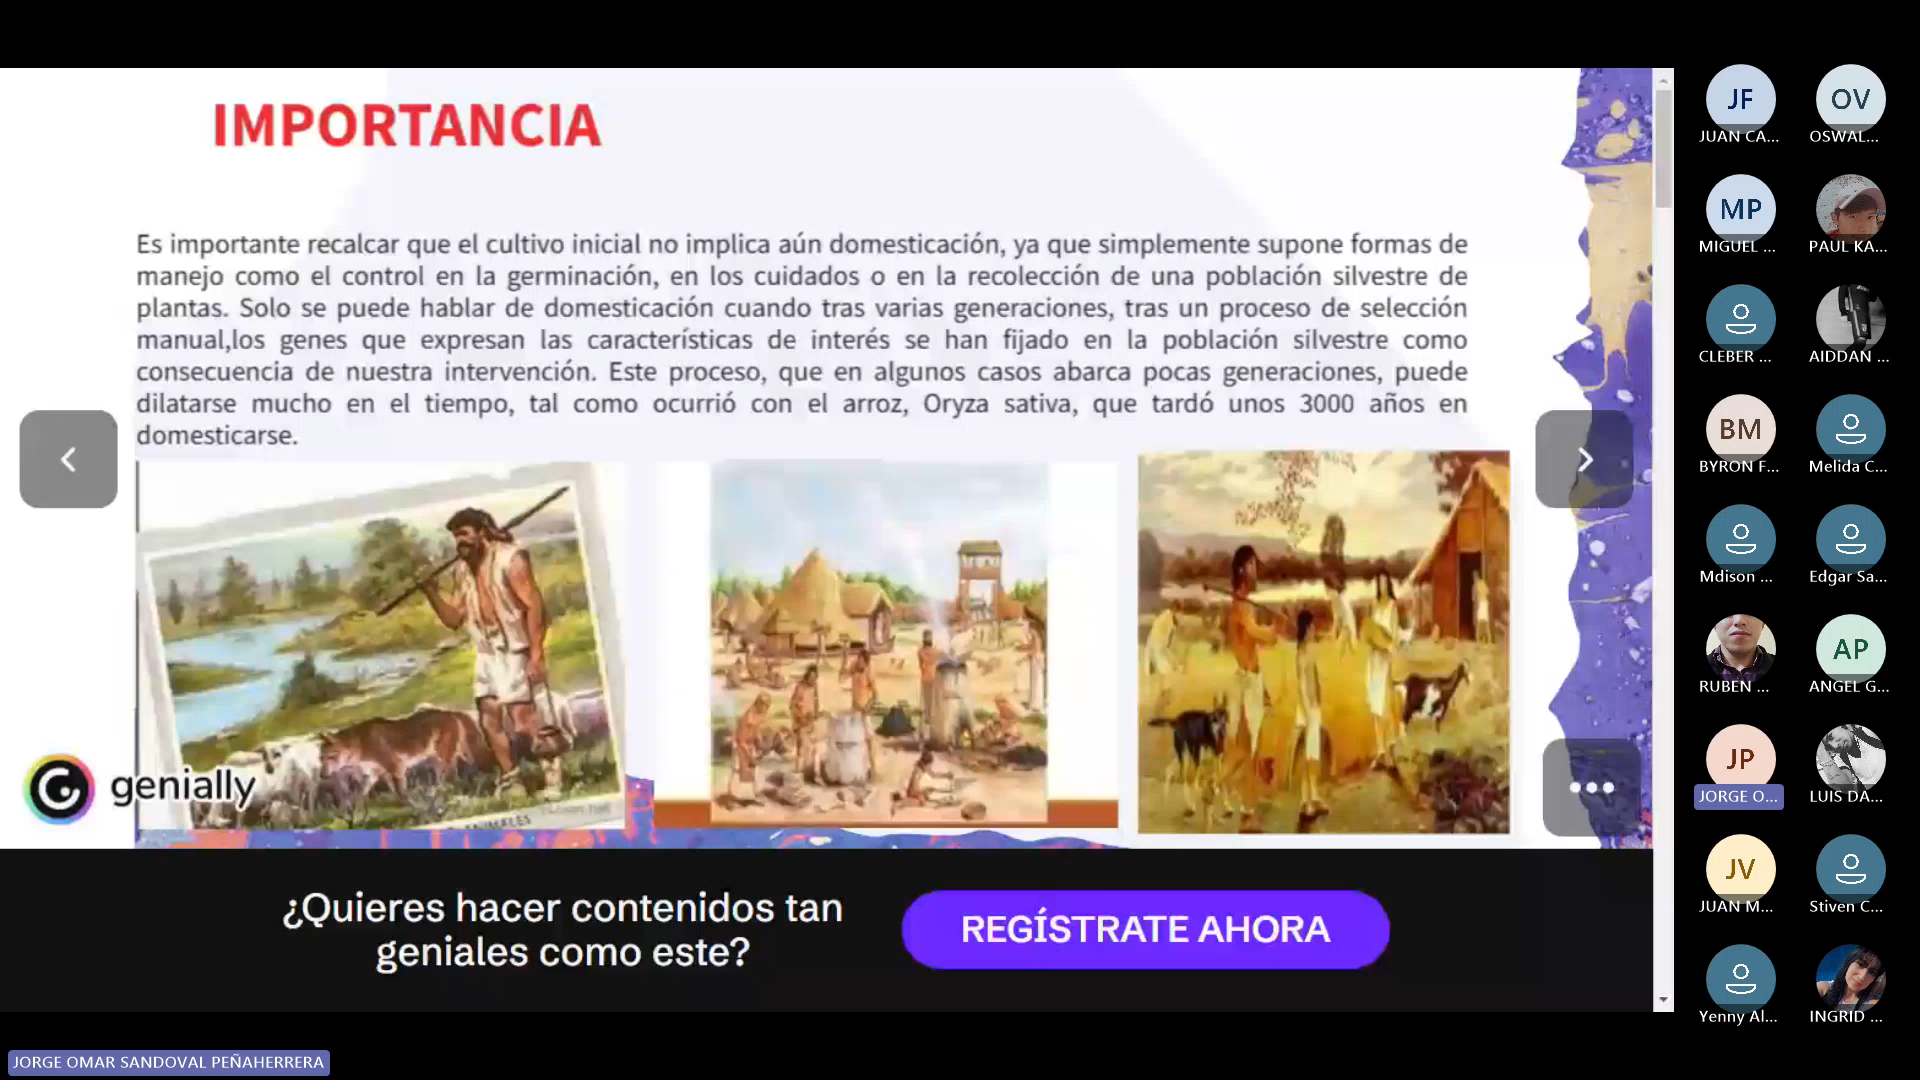 IMPORTANCIA
Es importante recalcar que el cultivo inicial no implica aún domesticación, ya que simplemente supone formas de
manejo como el control en la germinación, en los cuidados o en la recolección de una población silvestre de
plantas. Solo se puede hablar de domesticación cuando tras varias generaciones, tras un proceso de selección
manual,los genes que expresan las características de interés se han fijado en la población silvestre como
consecuencia de nuestra intervención. Este proceso, que en algunos casos abarca pocas generaciones, puede
dilatarse mucho en el tiempo, tal como ocurrió con el arroz, Oryza sativa, que tardó unos 3000 años en
domesticarse.
ANIMALES
genially
¿Quieres hacer contenidos tan
geniales como este?
REGÍSTRATE AHORA
JORGE OMAR SANDOVAL PEÑAHERRERA
JF OV
JUAN CA... OSWAL...
MP
MIGUEL ... PAUL KA...
CLEBER ... AIDDAN ...
BM
BYRON F... Melida C...
Mdison ... Edgar Sa...
AP
RUBEN ... ANGEL G...
JP
JORGE O... LUIS DA...
JV
JUAN M... Stiven C...
Yenny Al... INGRID ...